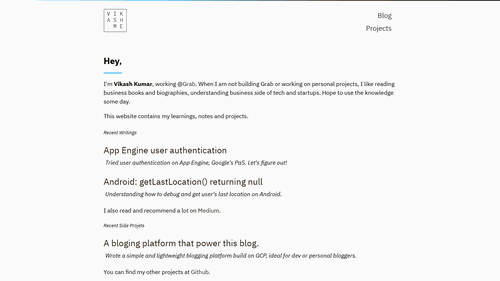 V I K
A S H
. M E
Blog
Projects
Hey,
I'm Vikash Kumar, working @Grab. When I am not building Grab or working on personal projects, I like reading
business books and biographies, understanding business side of tech and startups. Hope to use the knowledge
some day.
This website contains my learnings, notes and projects.
Recent Writings
App Engine user authentication
Tried user authentication on App Engine, Google's PaS. Let's figure out!
Android: getLastLocation() returning null
Understanding how to debug and get user's last location on Android.
I also read and recommend a lot on Medium.
Recent Side Projets
A bloging platform that power this blog.
Wrote a simple and lightweight blogging platform build on GCP, ideal for dev or personal bloggers.
You can find my other projects at Github.